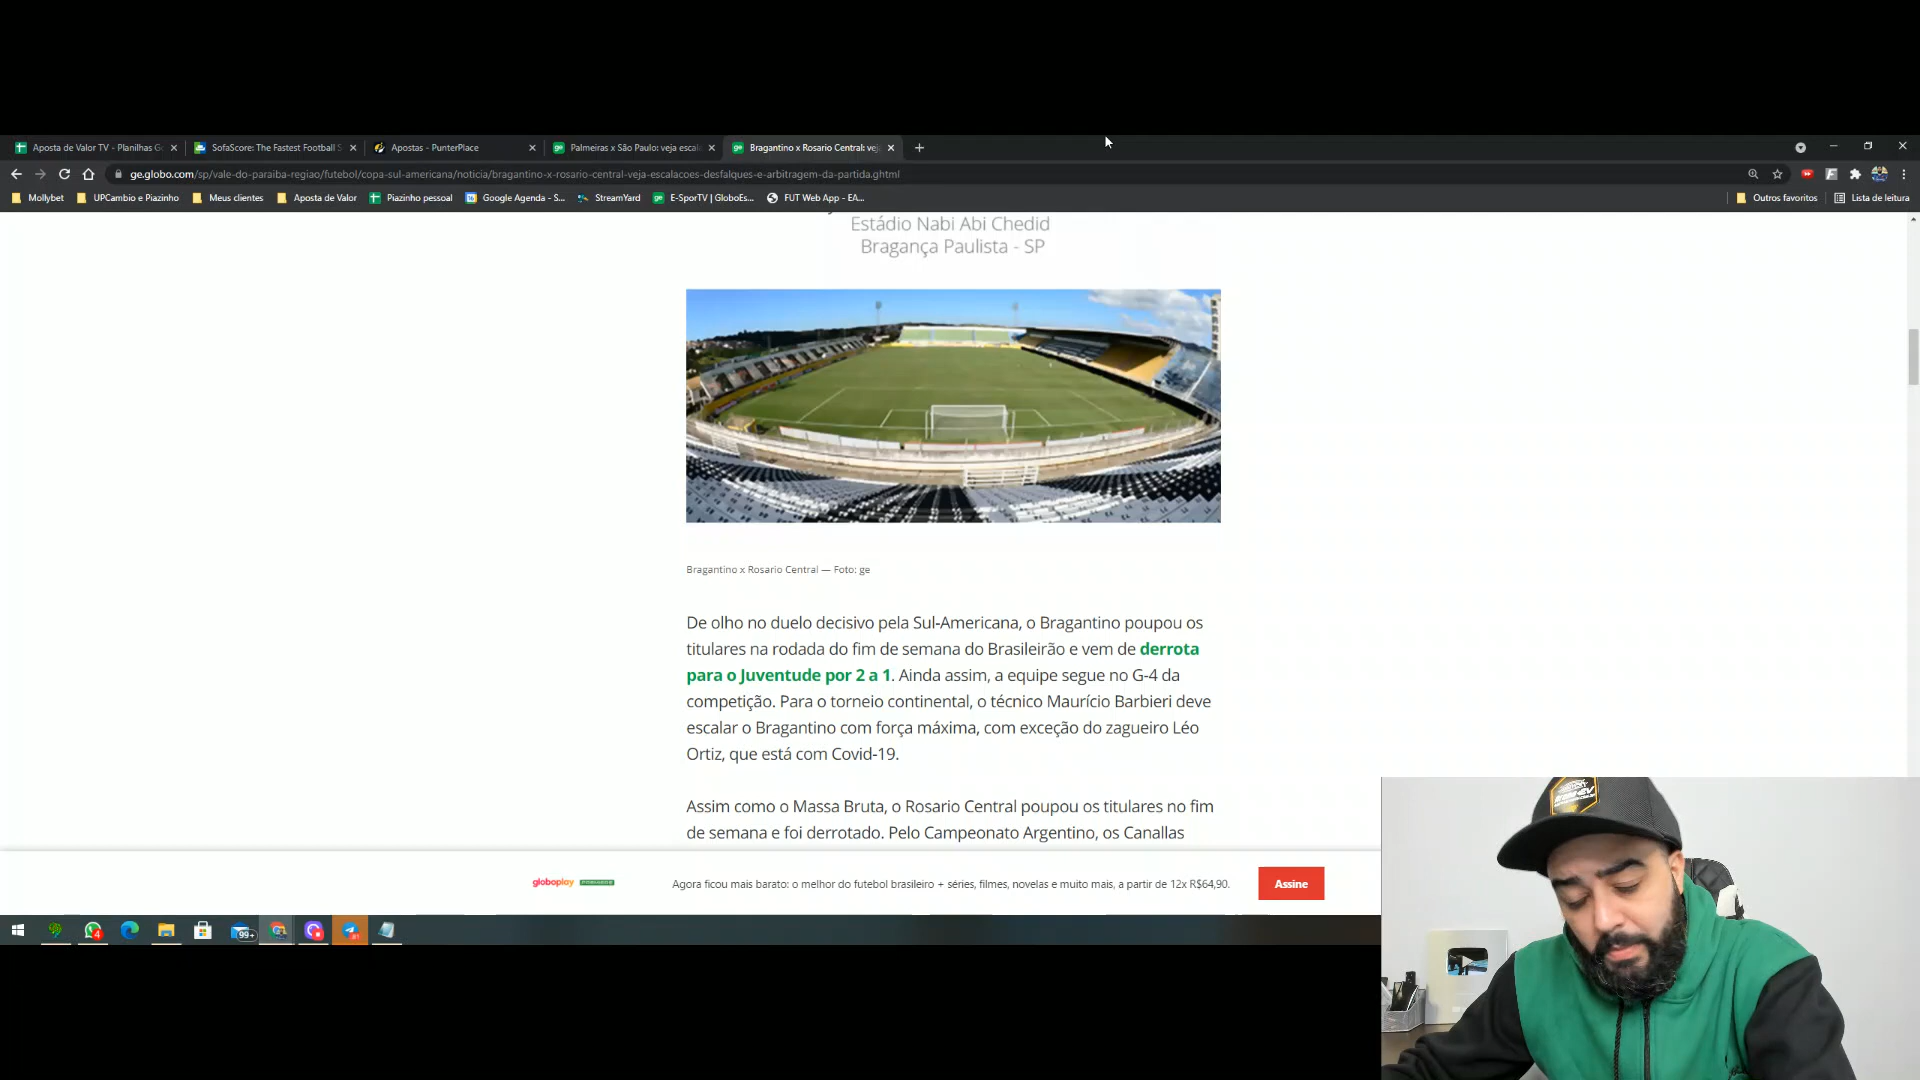 Aposta de Valor TV - Planilhas G
SofaScore: The Fastest Football S
Apostas - PunterPlace
Palmeiras x São Paulo: veja escala
Bragantino x Rosario Central: vej
ge.globo.com/sp/vale-do-paraiba-regiao/futebol/copa-sul-americana/noticia/bragantino-x-rosario-central-veja-escalacoes-desfalques-e-arbitragem-da-partida.ghtml
Mollybet
UPCambio e Piazinho
Meus clientes
Aposta de Valor
Piazinho pessoal
Google Agenda - S...
StreamYard
E-SporTV | GloboEs...
FUT Web App - EA...
Outros favoritos
Lista de leitura
Estádio Nabi Abi Chedid
Bragança Paulista - SP
Bragantino x Rosario Central — Foto: ge
De olho no duelo decisivo pela Sul-Americana, o Bragantino poupou os
titulares na rodada do fim de semana do Brasileirão e vem de derrota
para o Juventude por 2 a 1. Ainda assim, a equipe segue no G-4 da
competição. Para o torneio continental, o técnico Maurício Barbieri deve
escalar o Bragantino com força máxima, com exceção do zagueiro Léo
Ortiz, que está com Covid-19.
Assim como o Massa Bruta, o Rosario Central poupou os titulares no fim
de semana e foi derrotado. Pelo Campeonato Argentino, os Canallas
globoplay
Agora ficou mais barato: o melhor do futebol brasileiro + séries, filmes, novelas e muito mais, a partir de 12x R$64,90.
Assine
4
99+